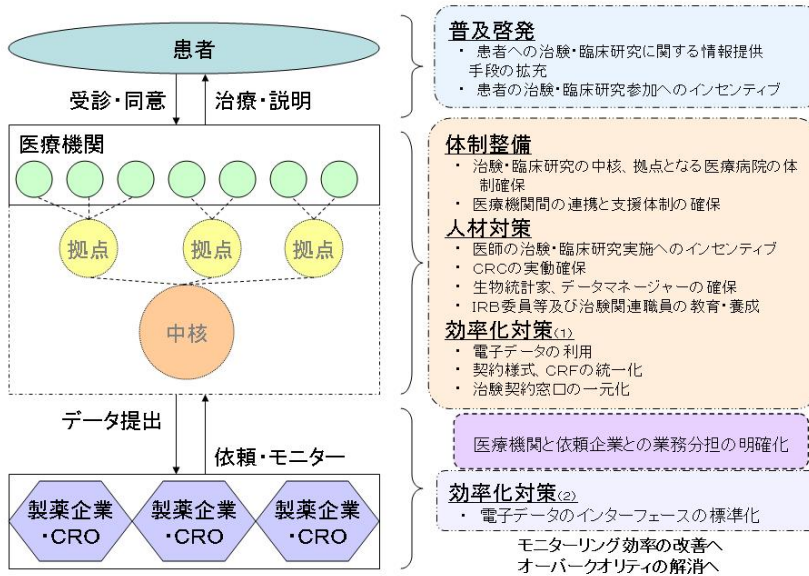 患者
受診・同意
治療・説明
医療機関
拠点
拠点
拠点
中核
データ提出
依頼・モニター
製薬企業
・CRO
製薬企業
・CRO
製薬企業
・CRO
普及啓発
・ 患者への治験・臨床研究に関する情報提供
手段の拡充
・ 患者の治験・臨床研究参加へのインセンティブ
体制整備
・ 治験・臨床研究の中核、拠点となる医療病院の体
制確保
・ 医療機関間の連携と支援体制の確保
人材対策
・ 医師の治験・臨床研究実施へのインセンティブ
・ CRCの実働確保
・ 生物統計家、データマネージャーの確保
・ IRB委員等及び治験関連職員の教育・養成
効率化対策(1)
・ 電子データの利用
・ 契約様式、CRFの統一化
・ 治験契約窓口の一元化
医療機関と依頼企業との業務分担の明確化
効率化対策(2)
・ 電子データのインターフェースの標準化
モニターリング効率の改善へ
オーバークオリティの解消へ